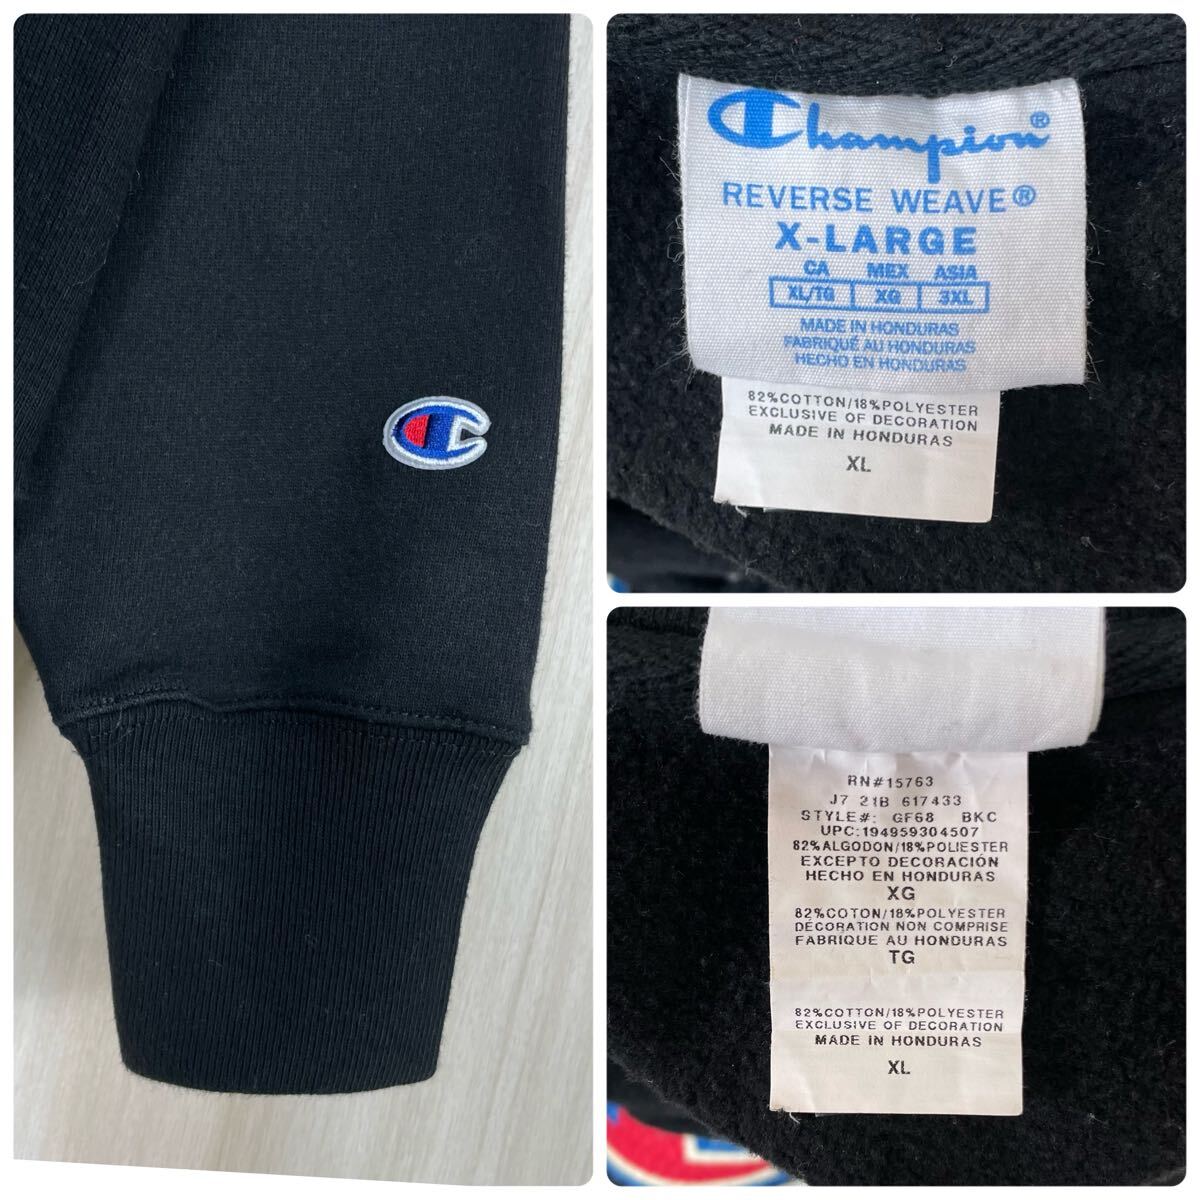 Champion®
REVERSE WEAVE®
X-LARGE
CA MEX ASIA
XL/TG XG 3XL
MADE IN HONDURAS
FABRIQUÉ AU HONDURAS
HECHO EN HONDURAS
82%COTTON/18%POLYESTER
EXCLUSIVE OF DECORATION
MADE IN HONDURAS
XL
RN#15763
J7 21B 617433
STYLE#: GF68 BKC
UPC:194959304507
82%ALGODON/18%POLIESTER
EXCEPTO DECORACIÓN
HECHO EN HONDURAS
XG
82%COTON/18%POLYESTER
DÉCORATION NON COMPRISE
FABRIQUE AU HONDURAS
TG
82%COTTON/18%POLYESTER
EXCLUSIVE OF DECORATION
MADE IN HONDURAS
XL